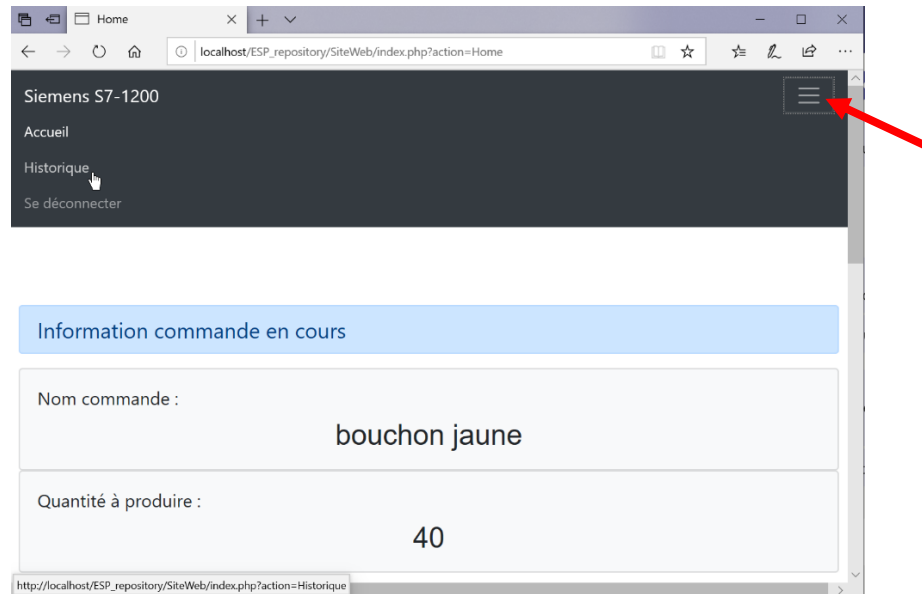 Home
localhost/ESP_repository/SiteWeb/index.php?action=Home
Siemens S7-1200
Accueil
Historique
Se déconnecter
Information commande en cours
Nom commande :
bouchon jaune
Quantité à produire :
40
http://localhost/ESP_repository/SiteWeb/index.php?action=Historique